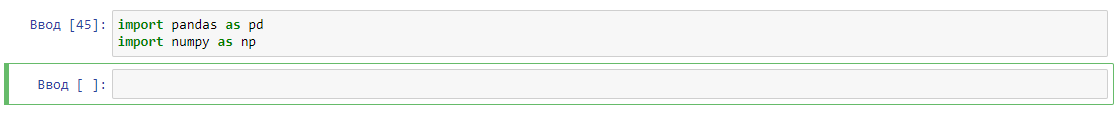 Ввод [45]: import pandas as pd
import numpy as np
Ввод [ ]: